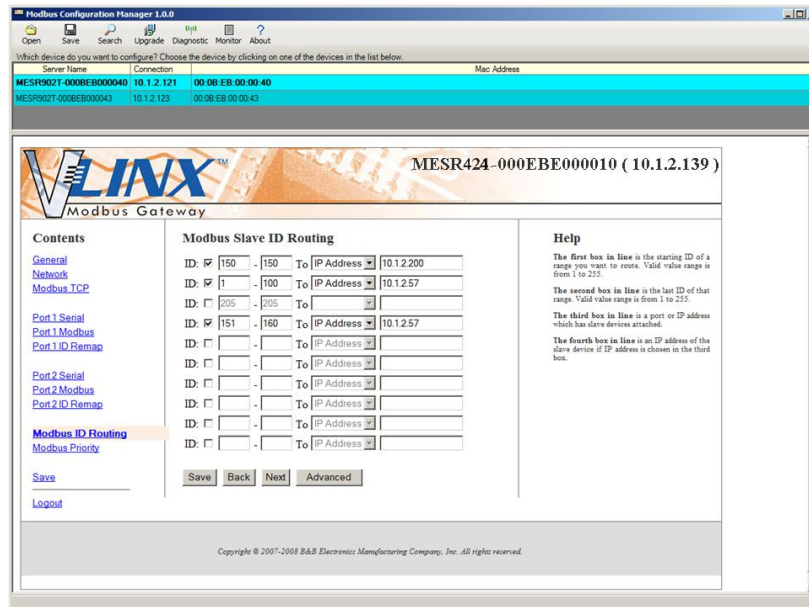 Modbus Configuration Manager 1.0.0
Open Save Search Upgrade Diagnostic Monitor About
Which device do you want to configure? Choose the device by clicking on one of the devices in the list below.
Server Name Connection Mac Address
MESR902T-000BEB000040 10.1.2.121 00:0B:EB:00:00:40
MESR902T-000BEB000043 10.1.2.123 00:0B:EB:00:00:43
VLINX TM
Modbus Gateway
MESR424-000EBE000010 ( 10.1.2.139 )
Contents
General
Network
Modbus TCP
Port 1 Serial
Port 1 Modbus
Port 1 ID Remap
Port 2 Serial
Port 2 Modbus
Port 2 ID Remap
Modbus ID Routing
Modbus Priority
Save
Logout
Modbus Slave ID Routing
ID: 150 - 150 To IP Address 10.1.2.200
ID: 1 - 100 To IP Address 10.1.2.57
ID: 205 - 205 To
ID: 151 - 160 To IP Address 10.1.2.57
ID: - To IP Address
ID: - To IP Address
ID: - To IP Address
ID: - To IP Address
ID: - To IP Address
ID: - To IP Address
Save Back Next Advanced
Help
The first box in line is the starting ID of a
range you want to route. Valid value range is
from 1 to 255.
The second box in line is the last ID of that
range. Valid value range is from 1 to 255.
The third box in line is a port or IP address
which has slave devices attached.
The fourth box in line is an IP address of the
slave device if IP address is chosen in the third
box.
Copyright © 2007-2008 B&B Electronics Manufacturing Company, Inc. All rights reserved.